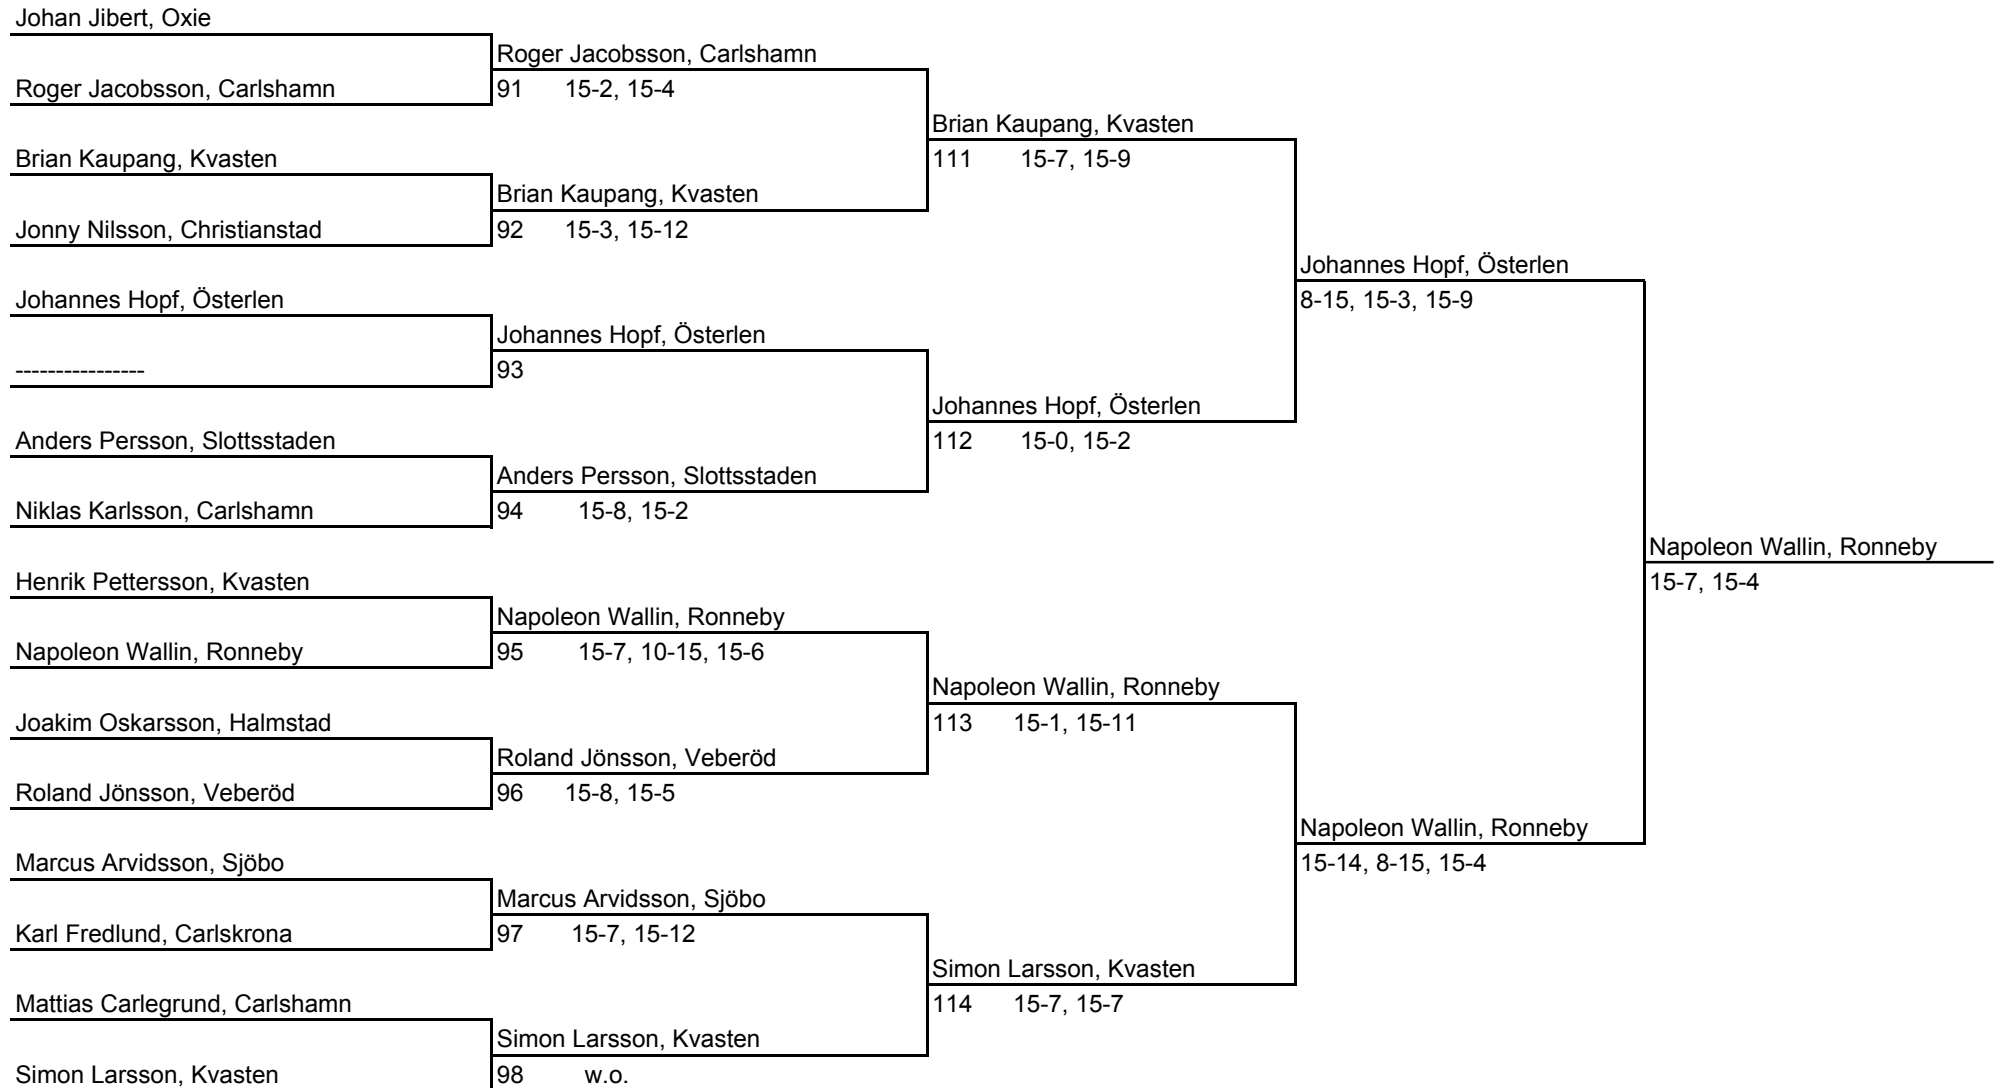 Johan Jibert, Oxie
Roger Jacobsson, Carlshamn
Roger Jacobsson, Carlshamn
91 15-2, 15-4
Brian Kaupang, Kvasten
Brian Kaupang, Kvasten
111 15-7, 15-9
Brian Kaupang, Kvasten
Jonny Nilsson, Christianstad
92 15-3, 15-12
Johannes Hopf, Österlen
Johannes Hopf, Österlen
8-15, 15-3, 15-9
Johannes Hopf, Österlen
----------------
93
Johannes Hopf, Österlen
Anders Persson, Slottsstaden
112 15-0, 15-2
Anders Persson, Slottsstaden
Niklas Karlsson, Carlshamn
94 15-8, 15-2
Napoleon Wallin, Ronneby
Henrik Pettersson, Kvasten
15-7, 15-4
Napoleon Wallin, Ronneby
Napoleon Wallin, Ronneby
95 15-7, 10-15, 15-6
Napoleon Wallin, Ronneby
Joakim Oskarsson, Halmstad
113 15-1, 15-11
Roland Jönsson, Veberöd
Roland Jönsson, Veberöd
96 15-8, 15-5
Napoleon Wallin, Ronneby
Marcus Arvidsson, Sjöbo
15-14, 8-15, 15-4
Marcus Arvidsson, Sjöbo
Karl Fredlund, Carlskrona
97 15-7, 15-12
Simon Larsson, Kvasten
Mattias Carlegrund, Carlshamn
114 15-7, 15-7
Simon Larsson, Kvasten
Simon Larsson, Kvasten
98 w.o.